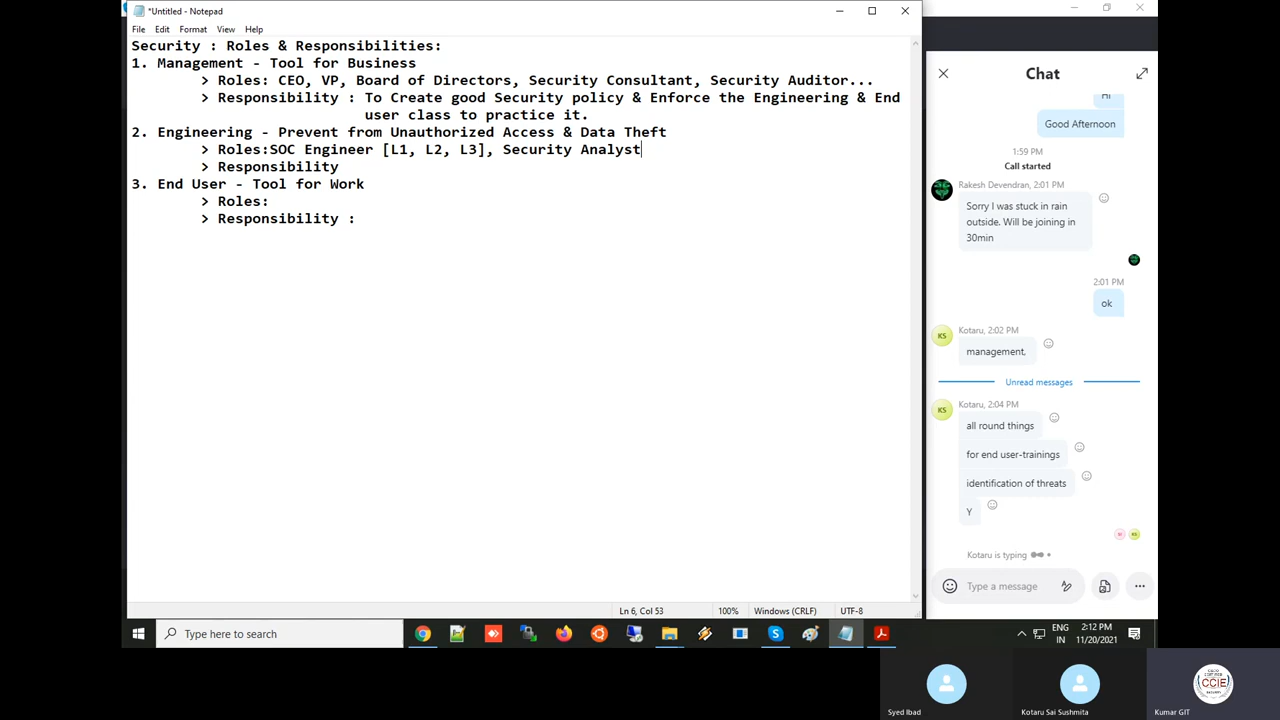 *Untitled - Notepad
File Edit Format View Help
Security : Roles & Responsibilities:
1. Management - Tool for Business
> Roles: CEO, VP, Board of Directors, Security Consultant, Security Auditor...
> Responsibility : To Create good Security policy & Enforce the Engineering & End
user class to practice it.
2. Engineering - Prevent from Unauthorized Access & Data Theft
> Roles:SOC Engineer [L1, L2, L3], Security Analyst
> Responsibility
3. End User - Tool for Work
> Roles:
> Responsibility :
Ln 6, Col 53 100% Windows (CRLF) UTF-8
Chat
Hi
Good Afternoon
1:59 PM
Call started
Rakesh Devendran, 2:01 PM
Sorry I was stuck in rain
outside. Will be joining in
30min
2:01 PM
ok
KS
Kotaru, 2:02 PM
management,
Unread messages
KS
Kotaru, 2:04 PM
all round things
for end user-trainings
identification of threats
Y
Kotaru is typing
Type a message
Type here to search
ENG
IN
2:12 PM
11/20/2021
CCIE
Syed Ibad
Kotaru Sai Sushmita
Kumar GIT